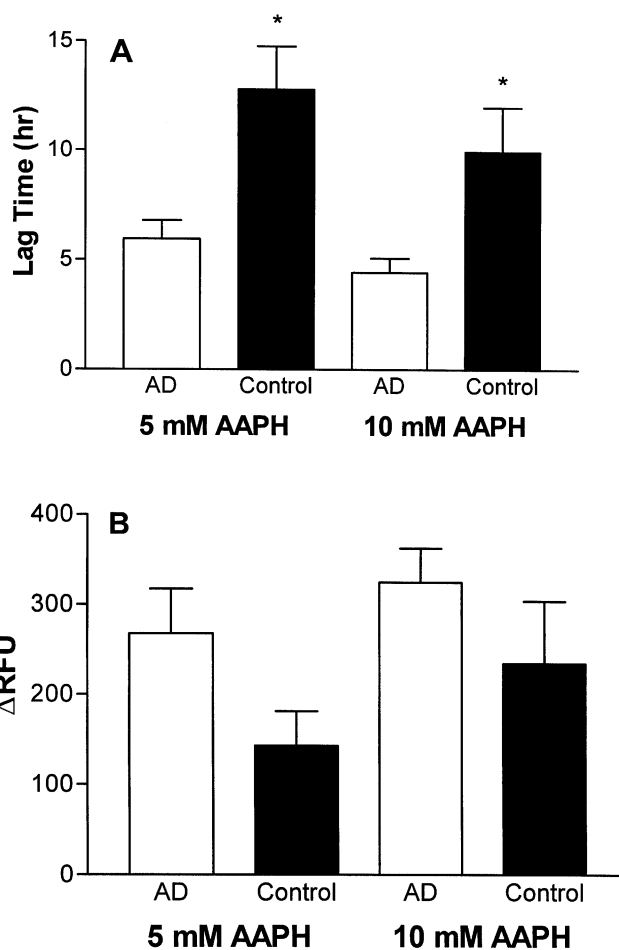 *
15
A
*
10
Lag Time (hr)
5
0
AD Control AD Control
5 mM AAPH 10 mM AAPH
400
B
300
ΔRFU
200
100
0
AD Control AD Control
5 mM AAPH 10 mM AAPH